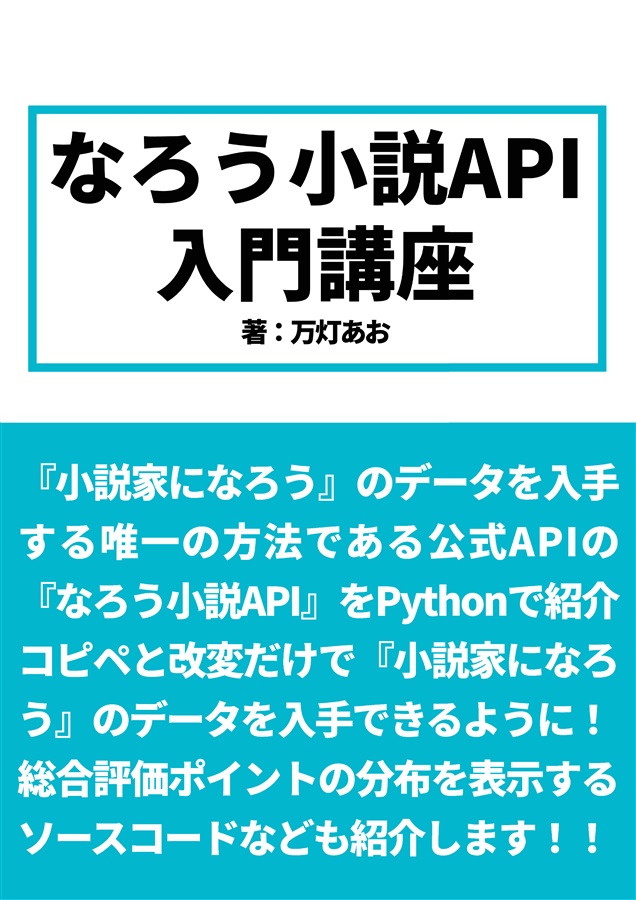 なろう小説API
入門講座
著：万灯あお
『小説家になろう』のデータを入手
する唯一の方法である公式APIの
『なろう小説API』をPythonで紹介
コピペと改変だけで『小説家になろ
う』のデータを入手できるように！
総合評価ポイントの分布を表示する
ソースコードなども紹介します！！